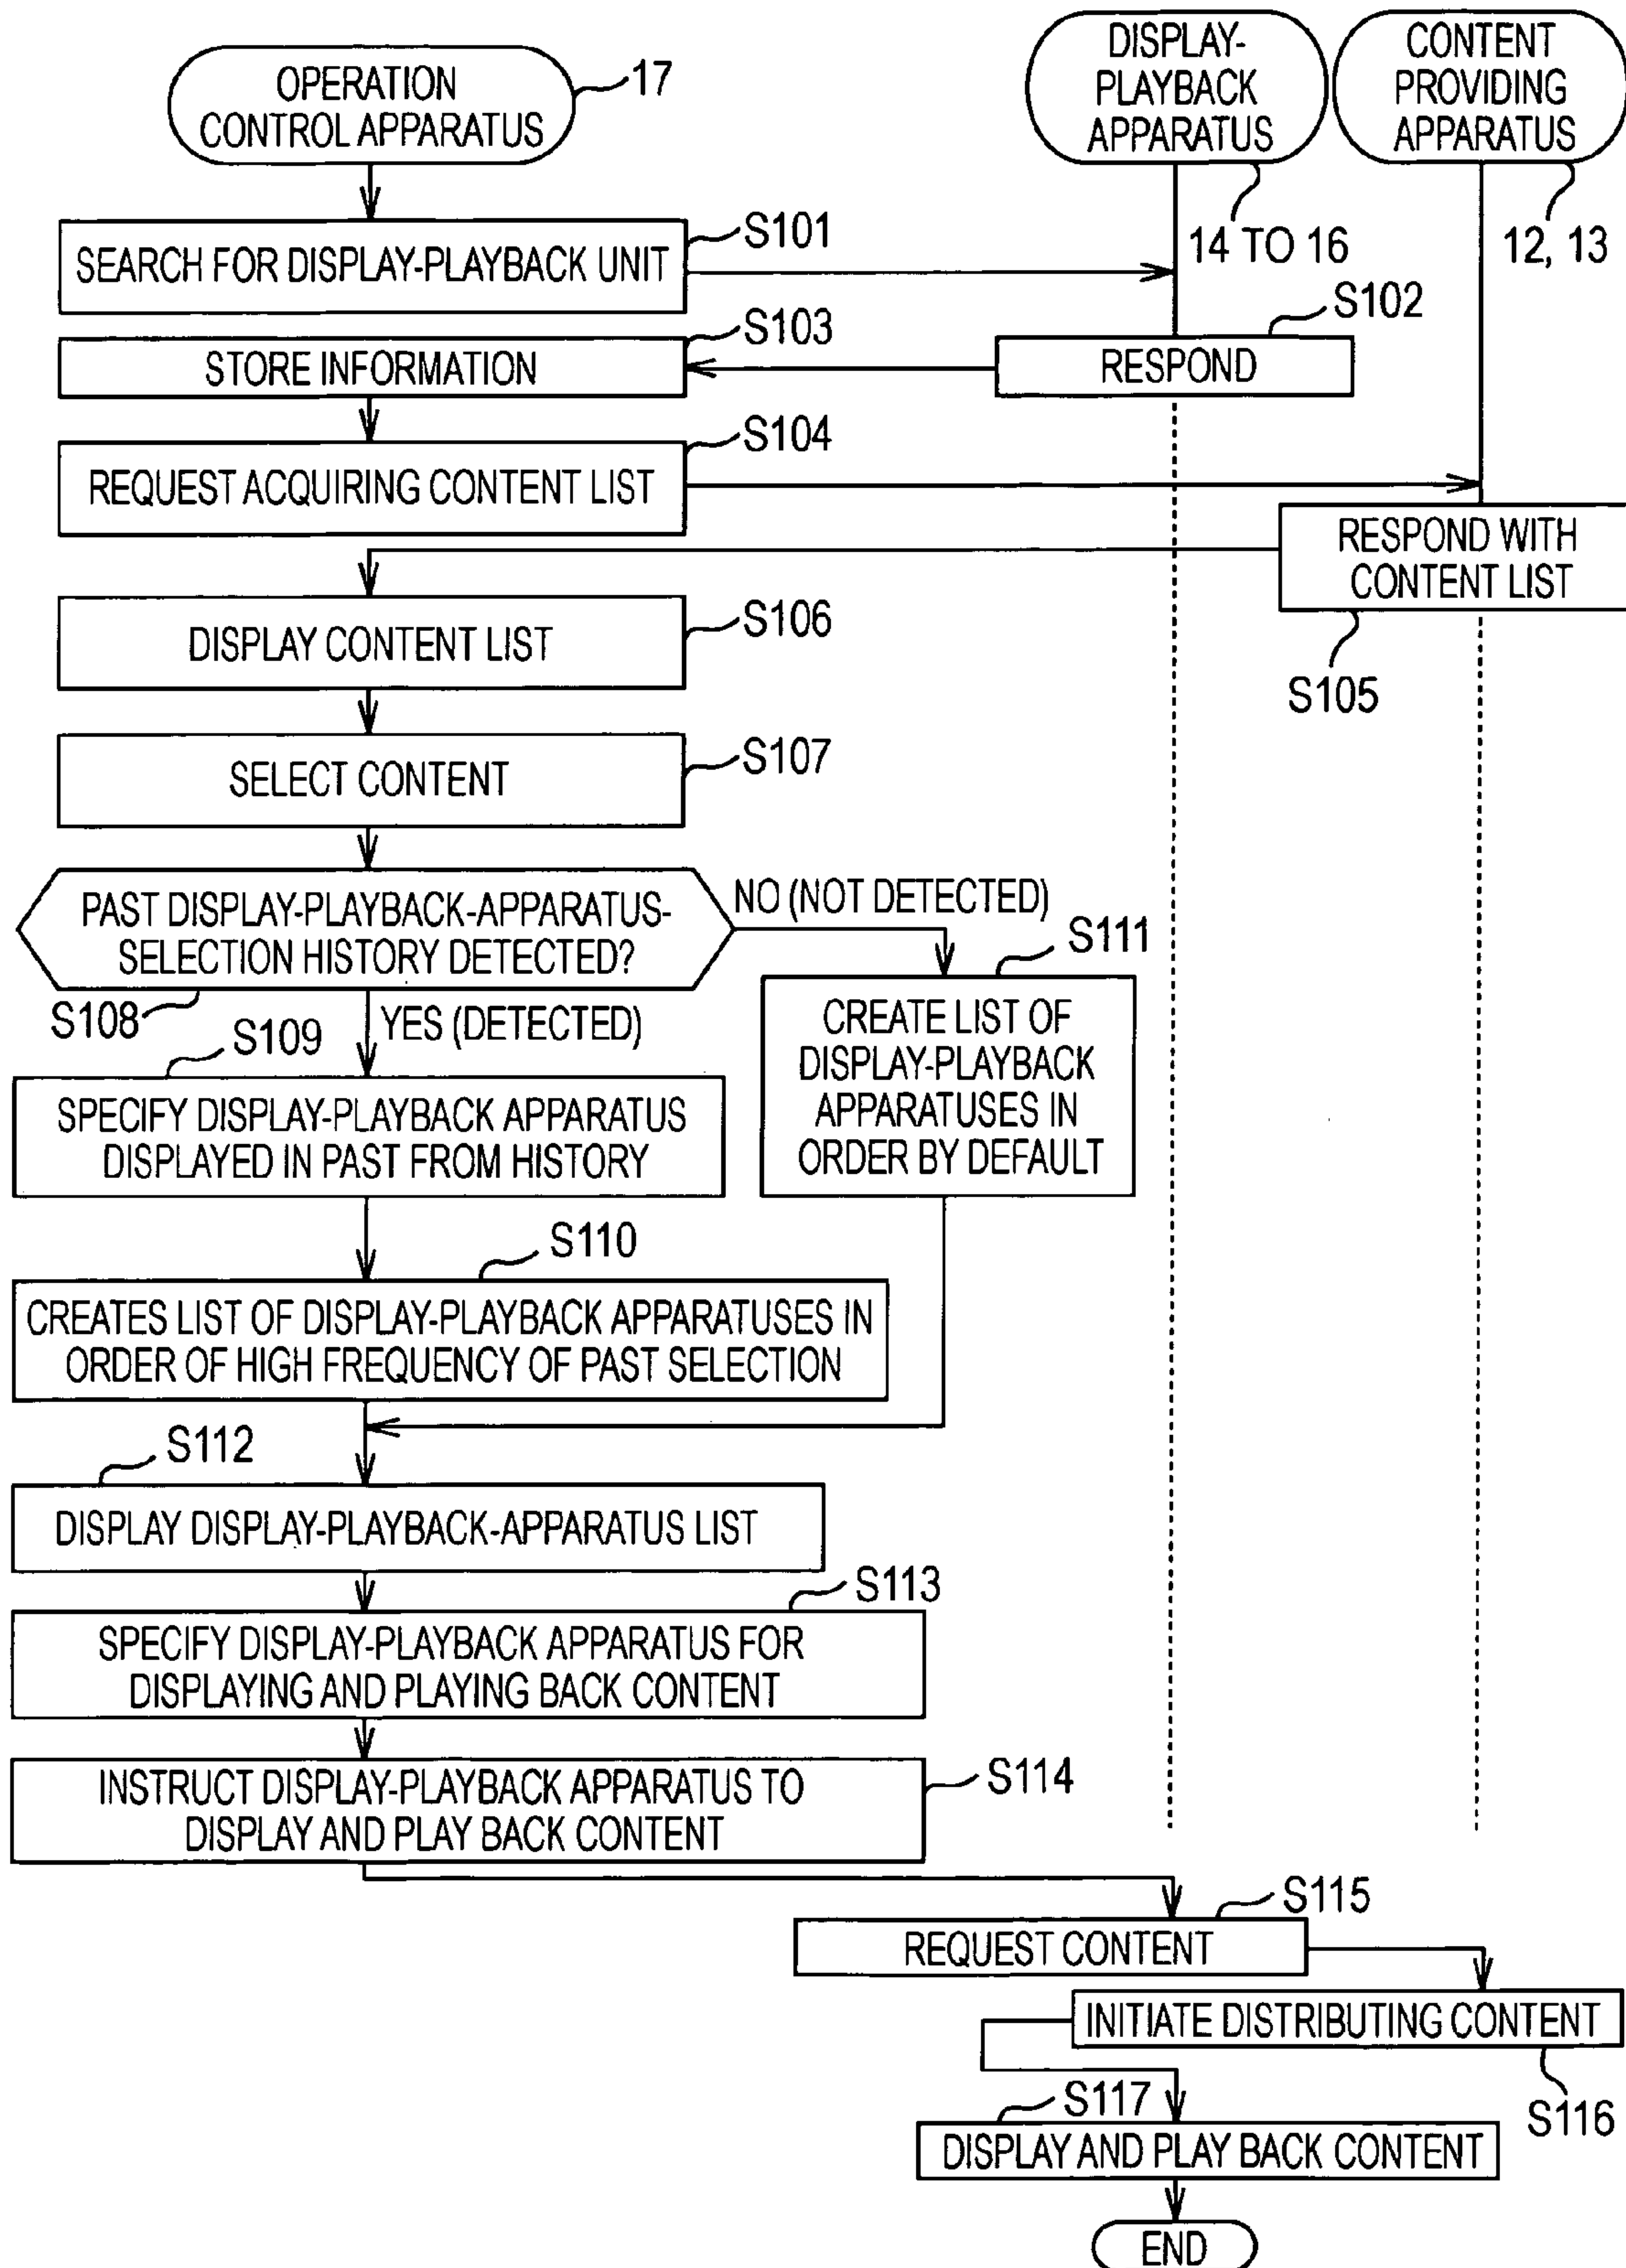 OPERATION
CONTROL APPARATUS
17
DISPLAY-
PLAYBACK
APPARATUS
14 TO 16
CONTENT
PROVIDING
APPARATUS
12, 13
SEARCH FOR DISPLAY-PLAYBACK UNIT
S101
RESPOND
S102
STORE INFORMATION
S103
REQUEST ACQUIRING CONTENT LIST
S104
RESPOND WITH
CONTENT LIST
S105
DISPLAY CONTENT LIST
S106
SELECT CONTENT
S107
PAST DISPLAY-PLAYBACK-APPARATUS-
SELECTION HISTORY DETECTED?
S108
NO (NOT DETECTED)
YES (DETECTED)
S109
SPECIFY DISPLAY-PLAYBACK APPARATUS
DISPLAYED IN PAST FROM HISTORY
S111
CREATE LIST OF
DISPLAY-PLAYBACK
APPARATUSES IN
ORDER BY DEFAULT
S110
CREATES LIST OF DISPLAY-PLAYBACK APPARATUSES IN
ORDER OF HIGH FREQUENCY OF PAST SELECTION
S112
DISPLAY DISPLAY-PLAYBACK-APPARATUS LIST
S113
SPECIFY DISPLAY-PLAYBACK APPARATUS FOR
DISPLAYING AND PLAYING BACK CONTENT
INSTRUCT DISPLAY-PLAYBACK APPARATUS TO
DISPLAY AND PLAY BACK CONTENT
S114
S115
REQUEST CONTENT
INITIATE DISTRIBUTING CONTENT
S116
S117
DISPLAY AND PLAY BACK CONTENT
END